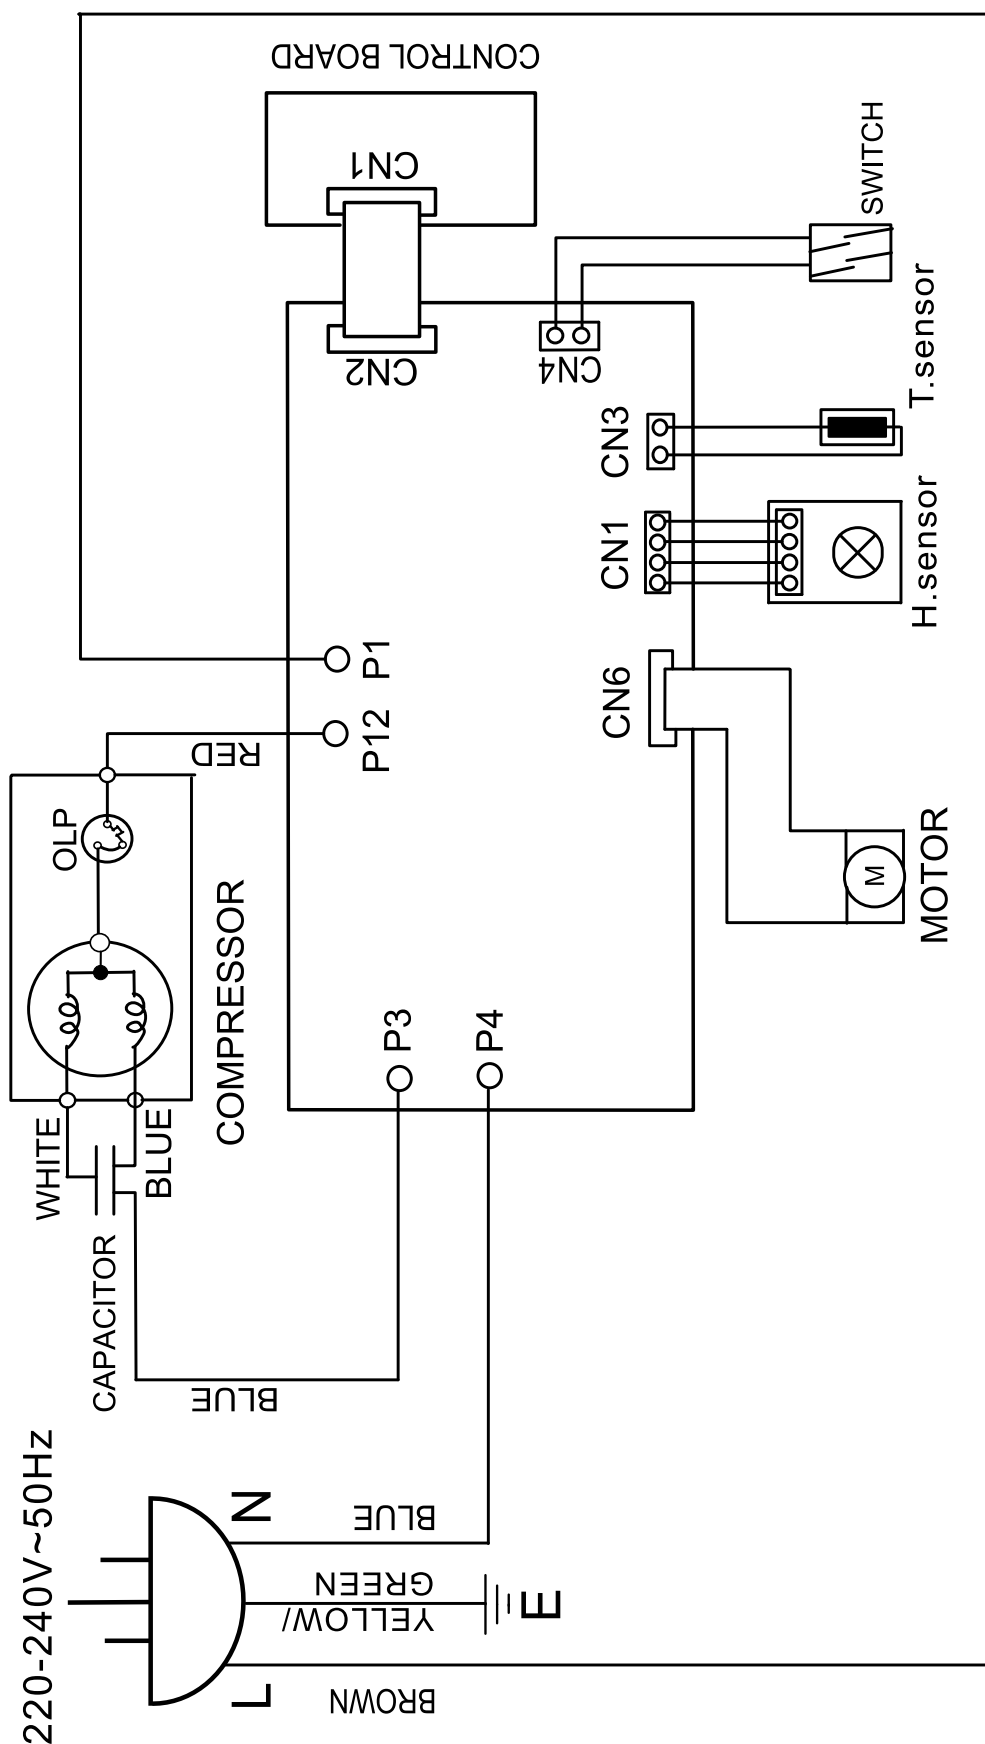 CONTROL BOARD
CN1
CN2
CN4
SWITCH
CN3
T.sensor
CN1
H.sensor
P1
P12
RED
CN6
OLP
COMPRESSOR
MOTOR
M
P3
P4
WHITE
BLUE
CAPACITOR
BLUE
220-240V~50Hz
N
BLUE
YELLOW/
GREEN
E
L
BROWN